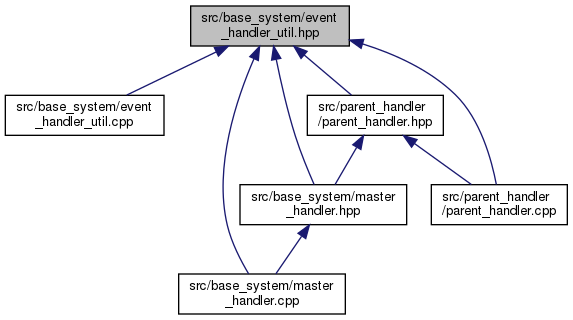 src/base_system/event
_handler_util.hpp
src/base_system/event
_handler_util.cpp
src/parent_handler
/parent_handler.hpp
src/base_system/master
_handler.hpp
src/parent_handler
/parent_handler.cpp
src/base_system/master
_handler.cpp